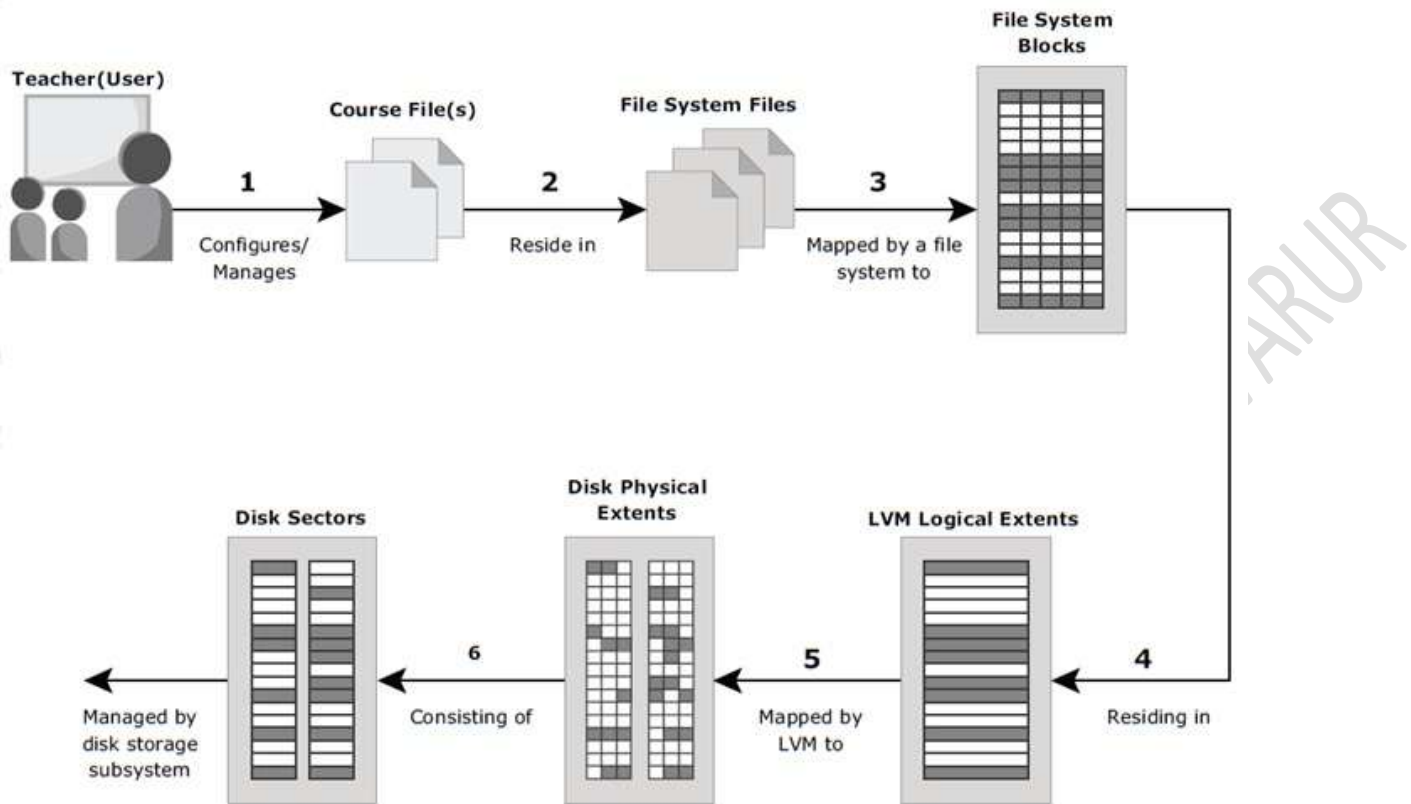 Teacher(User)
Course File(s)
File System Files
File System
Blocks
1
Configures/
Manages
2
Reside in
3
Mapped by a file
system to
4
Residing in
LVM Logical Extents
5
Mapped by
LVM to
Disk Physical
Extents
6
Consisting of
Disk Sectors
Managed by
disk storage
subsystem
ARUR